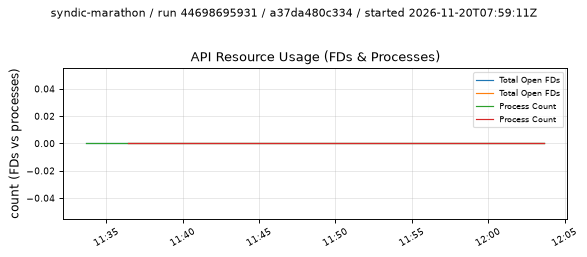 syndic-marathon / run 44698695931 / a37da480c334 / started 2026-11-20T07:59:11Z
API Resource Usage (FDs & Processes)
count (FDs vs processes)
0.04
0.02
0.00
−0.02
−0.04
Total Open FDs
Total Open FDs
Process Count
Process Count
11:35
11:40
11:45
11:50
11:55
12:00
12:05